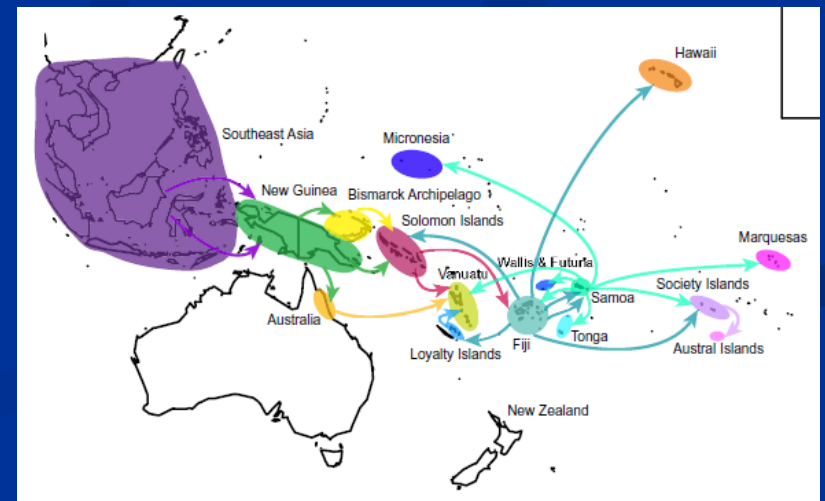 Hawaii
Southeast Asia
Micronesia
New Guinea
Bismarck Archipelago
Solomon Islands
Marquesas
Wallis & Futuna
Vanuatu
Society Islands
Samoa
Australia
Tonga
Fiji
Loyalty Islands
Austral Islands
New Zealand